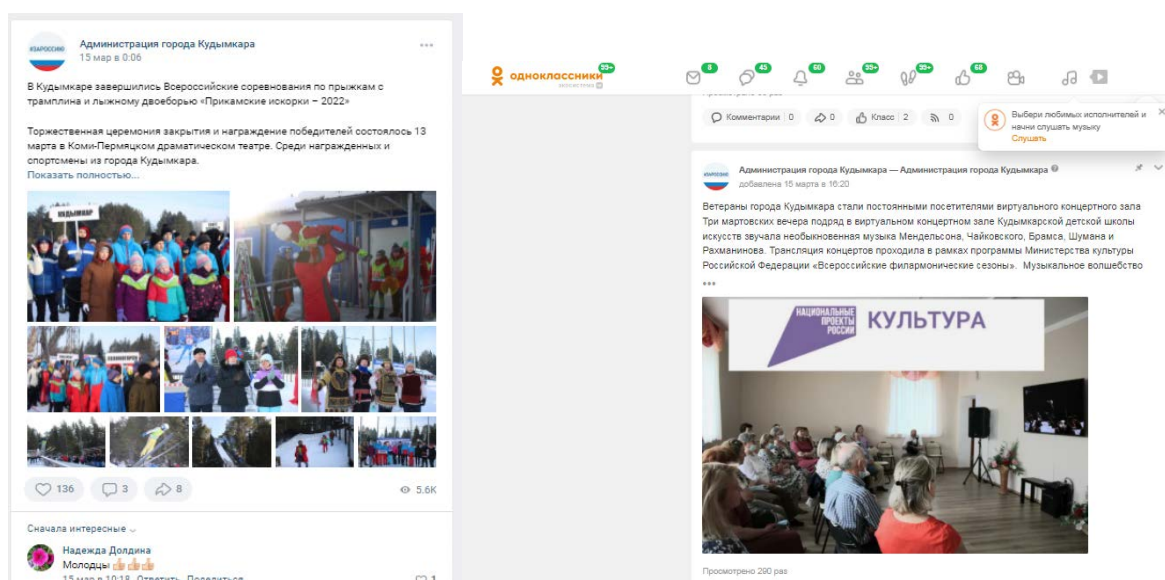 #ЗАРОССИЮ
Администрация города Кудымкара
15 мар в 0:06
В Кудымкаре завершились Всероссийские соревнования по прыжкам с
трамплина и лыжному двоеборью «Прикамские искорки – 2022»
Торжественная церемония закрытия и награждение победителей состоялось 13
марта в Коми-Пермяцком драматическом театре. Среди награжденных и
спортсмены из города Кудымкара.
Показать полностью...
КУДЫМКАР
136
3
8
5.6K
Сначала интересные
Надежда Долдина
Молодцы
15 мар в 10:18 Ответить Поделиться
1
одноклассники
99+
8
45
60
99+
99+
68
Комментарии 0
0
Класс 2
0
Выбери любимых исполнителей и
начни слушать музыку
Слушать
Администрация города Кудымкара — Администрация города Кудымкара
добавлена 15 марта в 16:20
Ветераны города Кудымкара стали постоянными посетителями виртуального концертного зала
Три мартовских вечера подряд в виртуальном концертном зале Кудымкарской детской школы
искусств звучала необыкновенная музыка Мендельсона, Чайковского, Брамса, Шумана и
Рахманинова. Трансляция концертов проходила в рамках программы Министерства культуры
Российской Федерации «Всероссийские филармонические сезоны». Музыкальное волшебство
НАЦИОНАЛЬНЫЕ
ПРОЕКТЫ
РОССИИ
КУЛЬТУРА
Просмотрено 290 раз